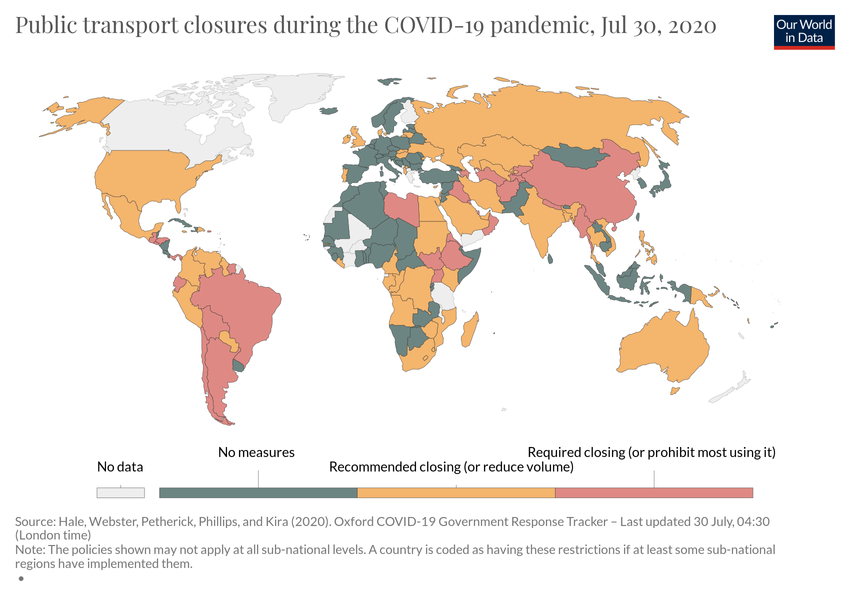 Public transport closures during the COVID-19 pandemic, Jul 30, 2020
Our World
in Data
No data
No measures
Recommended closing (or reduce volume)
Required closing (or prohibit most using it)
Source: Hale, Webster, Petherick, Phillips, and Kira (2020). Oxford COVID-19 Government Response Tracker – Last updated 30 July, 04:30
(London time)
Note: The policies shown may not apply at all sub-national levels. A country is coded as having these restrictions if at least some sub-national
regions have implemented them.